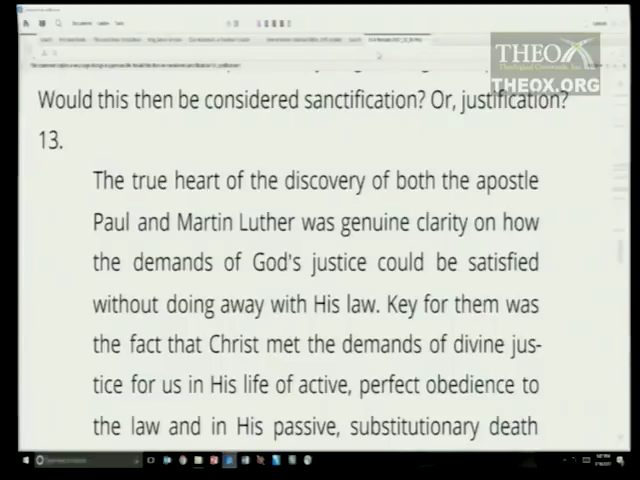 THEOX
THEOX.ORG
Would this then be considered sanctification? Or, justification?
13.
The true heart of the discovery of both the apostle
Paul and Martin Luther was genuine clarity on how
the demands of God's justice could be satisfied
without doing away with His law. Key for them was
the fact that Christ met the demands of divine jus-
tice for us in His life of active, perfect obedience to
the law and in His passive, substitutionary death